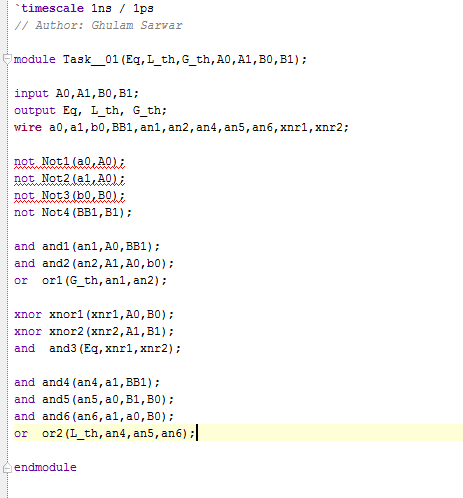 `timescale 1ns / 1ps
// Author: Ghulam Sarwar
module Task__01(Eq,L_th,G_th,A0,A1,B0,B1);
input A0,A1,B0,B1;
output Eq, L_th, G_th;
wire a0,a1,b0,BB1,an1,an2,an4,an5,an6,xnr1,xnr2;
not Not1(a0,A0);
not Not2(a1,A0);
not Not3(b0,B0);
not Not4(BB1,B1);
and and1(an1,A0,BB1);
and and2(an2,A1,A0,b0);
or  or1(G_th,an1,an2);
xnor xnor1(xnr1,A0,B0);
xnor xnor2(xnr2,A1,B1);
and  and3(Eq,xnr1,xnr2);
and and4(an4,a1,BB1);
and and5(an5,a0,B1,B0);
and and6(an6,a1,a0,B0);
or  or2(L_th,an4,an5,an6);
endmodule